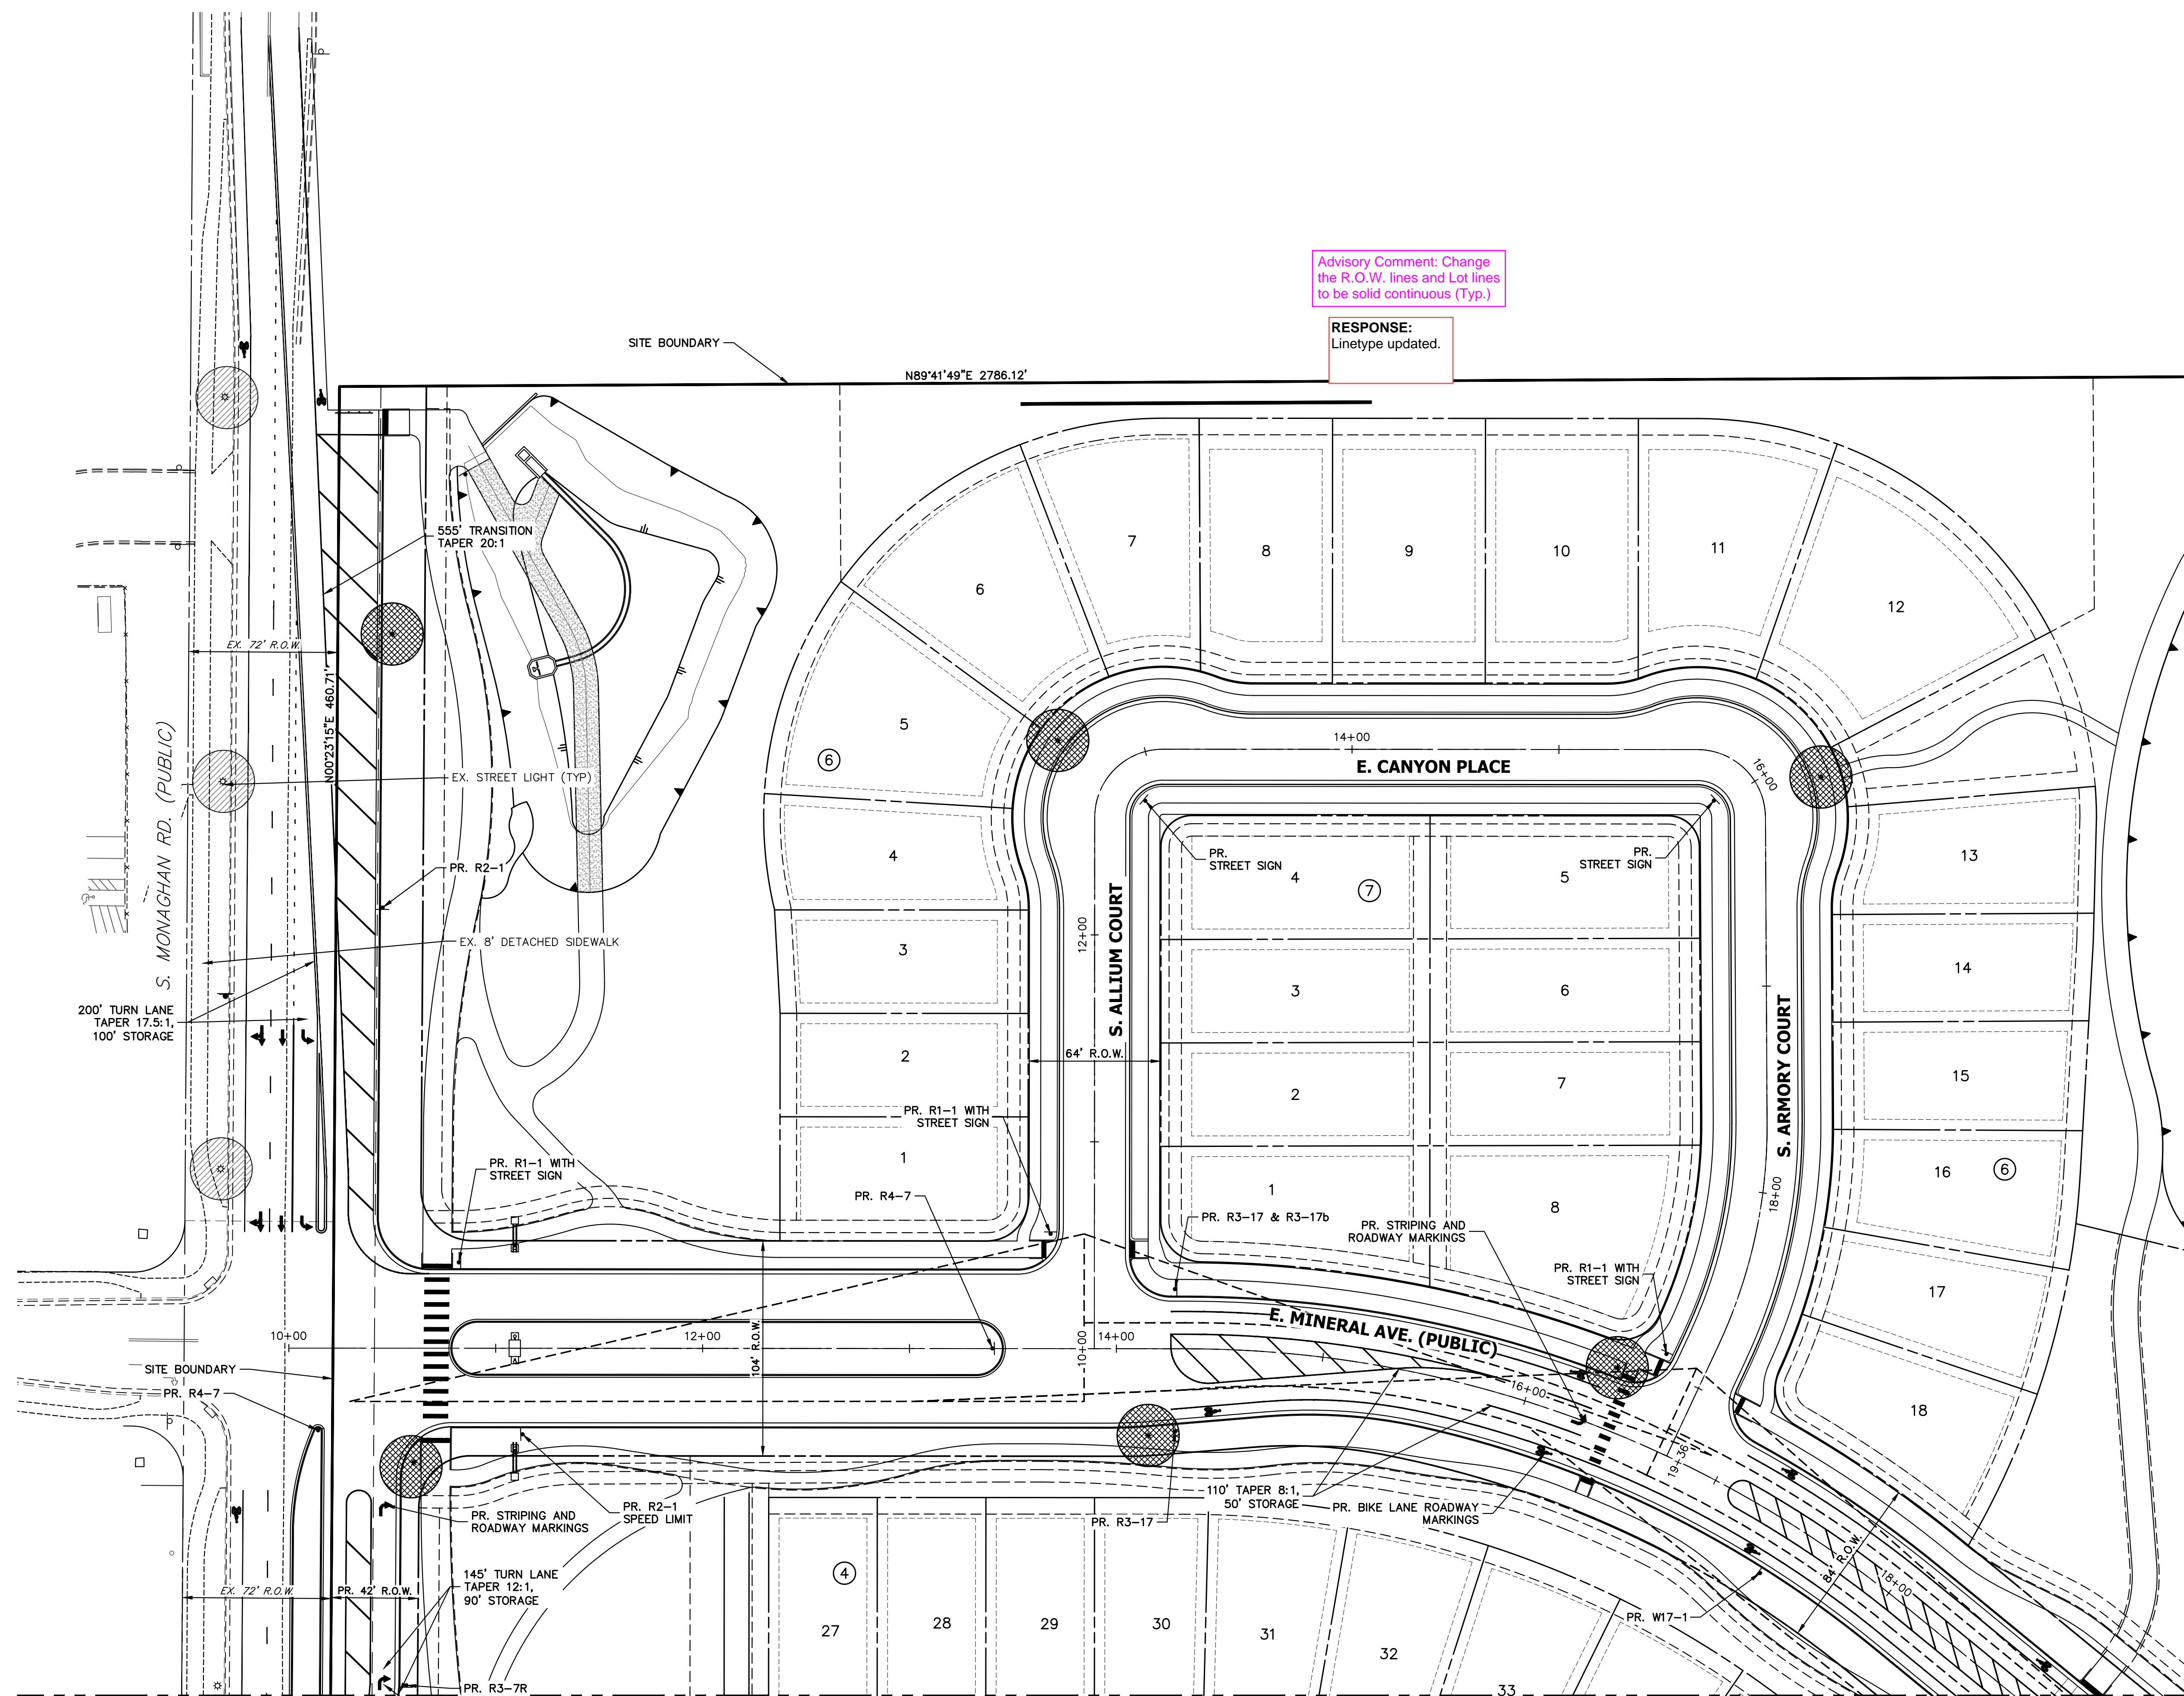 Advisory Comment: Change
the R.O.W. lines and Lot lines
to be solid continuous (Typ.)
RESPONSE:
Linetype updated.
SITE BOUNDARY
N89°41'49"E 2786.12'
555' TRANSITION
TAPER 20:1
EX. 72' R.O.W.
N00°23'15"E 460.71'
S. MONAGHAN RD. (PUBLIC)
EX. STREET LIGHT (TYP)
PR. R2-1
EX. 8' DETACHED SIDEWALK
200' TURN LANE
TAPER 17.5:1,
100' STORAGE
7
8
9
10
11
12
6
5
6
4
3
2
1
14+00
E. CANYON PLACE
16+00
PR.
STREET SIGN
PR.
STREET SIGN
4
7
5
3
6
2
7
1
8
12+00
S. ALLIUM COURT
64' R.O.W.
S. ARMORY COURT
18+00
13
14
15
16
6
17
18
PR. R1-1 WITH
STREET SIGN
PR. R1-1 WITH
STREET SIGN
PR. R4-7
PR. R3-17 & R3-17b
PR. STRIPING AND
ROADWAY MARKINGS
PR. R1-1 WITH
STREET SIGN
E. MINERAL AVE. (PUBLIC)
10+00
12+00
104' R.O.W.
10+00
14+00
16+00
19+36
SITE BOUNDARY
PR. R4-7
PR. STRIPING AND
ROADWAY MARKINGS
PR. R2-1
SPEED LIMIT
110' TAPER 8:1,
50' STORAGE
PR. BIKE LANE ROADWAY
MARKINGS
PR. R3-17
84' R.O.W.
18+00
EX. 72' R.O.W.
PR. 42' R.O.W.
145' TURN LANE
TAPER 12:1,
90' STORAGE
4
27
28
29
30
31
32
33
PR. W17-1
PR. R3-7R